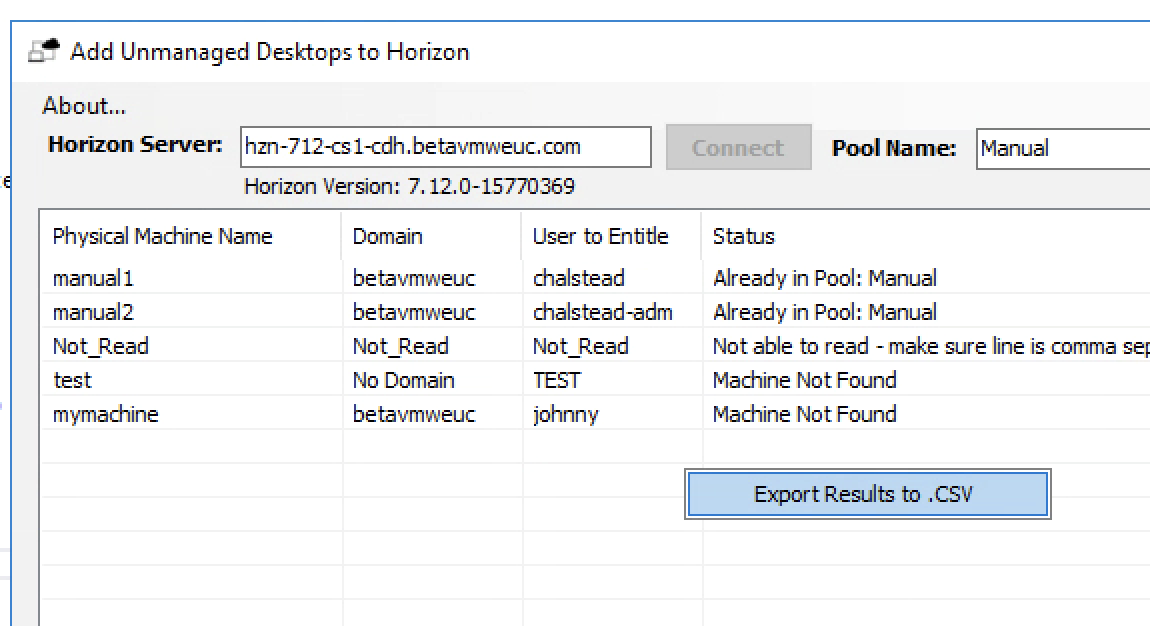 Add Unmanaged Desktops to Horizon
About...
Horizon Server: hzn-712-cs1-cdh.betavmweuc.com Connect Pool Name: Manual
Horizon Version: 7.12.0-15770369
Physical Machine Name Domain User to Entitle Status
manual1 betavmweuc chalstead Already in Pool: Manual
manual2 betavmweuc chalstead-adm Already in Pool: Manual
Not_Read Not_Read Not_Read Not able to read - make sure line is comma sep
test No Domain TEST Machine Not Found
mymachine betavmweuc johnny Machine Not Found
Export Results to .CSV